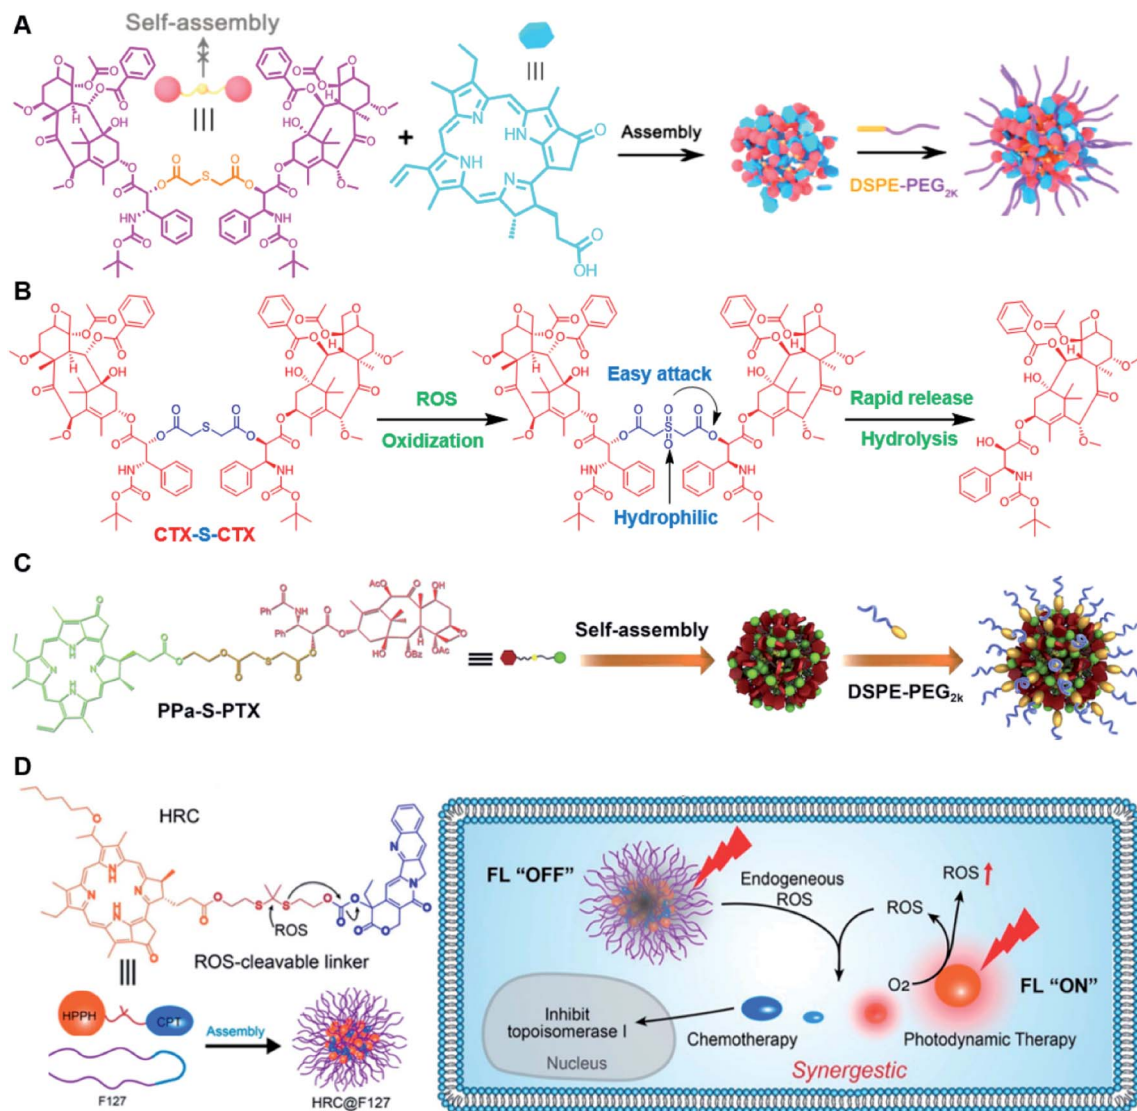 A
Self-assembly
+
Assembly
DSPE-PEG2K
B
ROS
Oxidization
Easy attack
Hydrophilic
Rapid release
Hydrolysis
CTX-S-CTX
C
PPa-S-PTX
Self-assembly
DSPE-PEG2k
D
HRC
ROS
ROS-cleavable linker
HPPH
CPT
F127
Assembly
HRC@F127
FL “OFF”
Endogeneous
ROS
ROS
ROS
O2
FL “ON”
Inhibit
topoisomerase I
Nucleus
Chemotherapy
Photodynamic Therapy
Synergestic